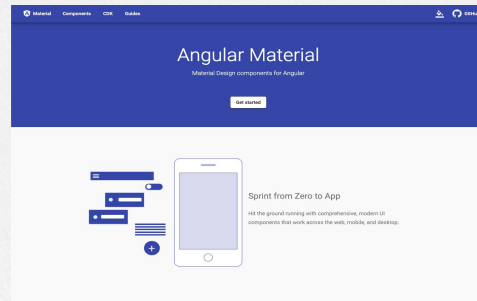 Material Components CDK Guides GitHub
Angular Material
Material Design components for Angular
Get started
Sprint from Zero to App
Hit the ground running with comprehensive, modern UI
components that work across the web, mobile, and desktop.